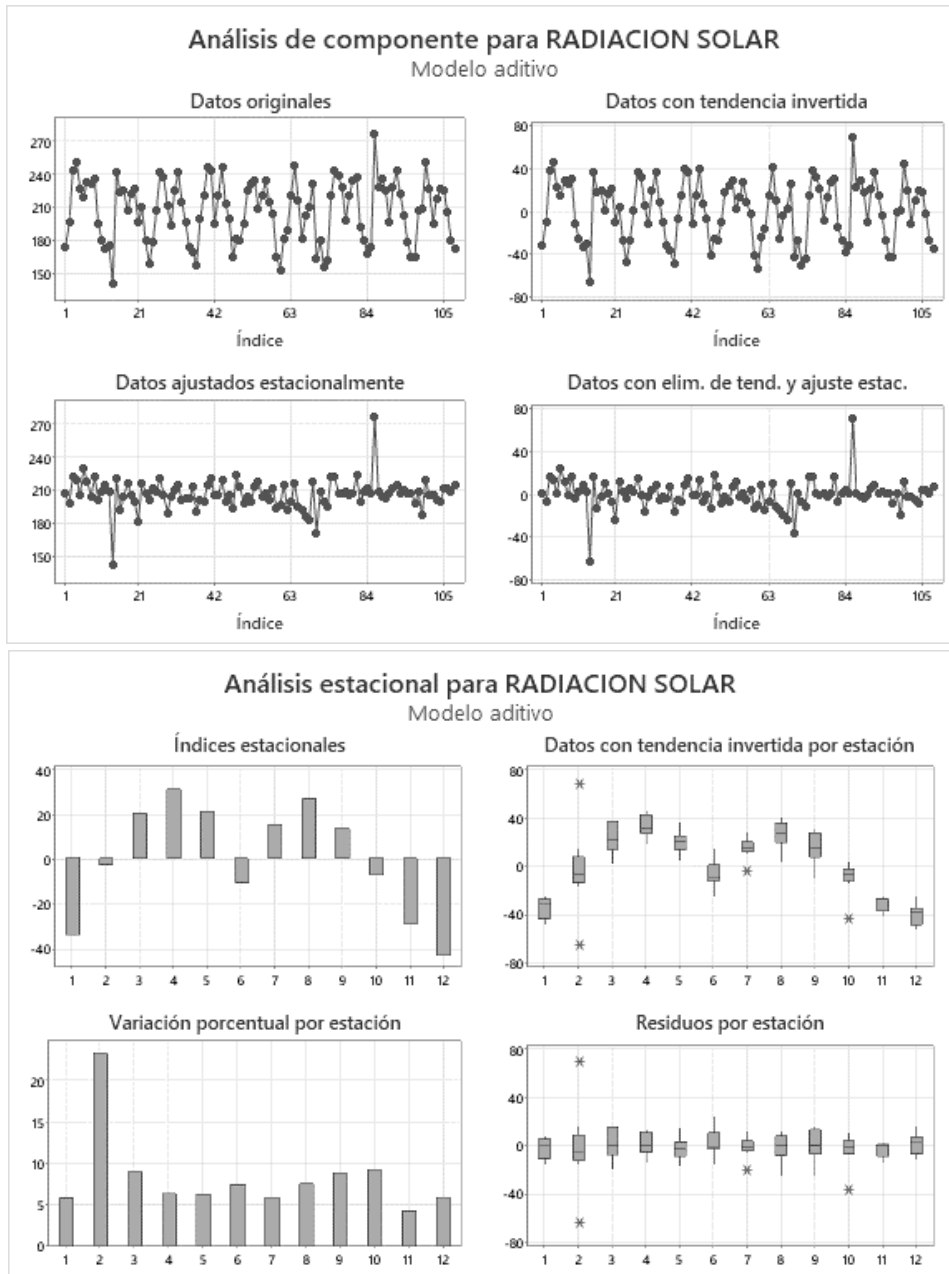 Análisis de componente para RADIACION SOLAR
Modelo aditivo
Datos originales
270
240
210
180
150
1 21 42 63 84 105
Índice
Datos con tendencia invertida
80
40
0
-40
-80
1 21 42 63 84 105
Índice
Datos ajustados estacionalmente
270
240
210
180
150
1 21 42 63 84 105
Índice
Datos con elim. de tend. y ajuste estac.
80
40
0
-40
-80
1 21 42 63 84 105
Índice
Análisis estacional para RADIACION SOLAR
Modelo aditivo
Índices estacionales
40
20
0
-20
-40
1 2 3 4 5 6 7 8 9 10 11 12
Datos con tendencia invertida por estación
80
40
0
-40
-80
1 2 3 4 5 6 7 8 9 10 11 12
Variación porcentual por estación
20
15
10
5
0
1 2 3 4 5 6 7 8 9 10 11 12
Residuos por estación
80
40
0
-40
-80
1 2 3 4 5 6 7 8 9 10 11 12